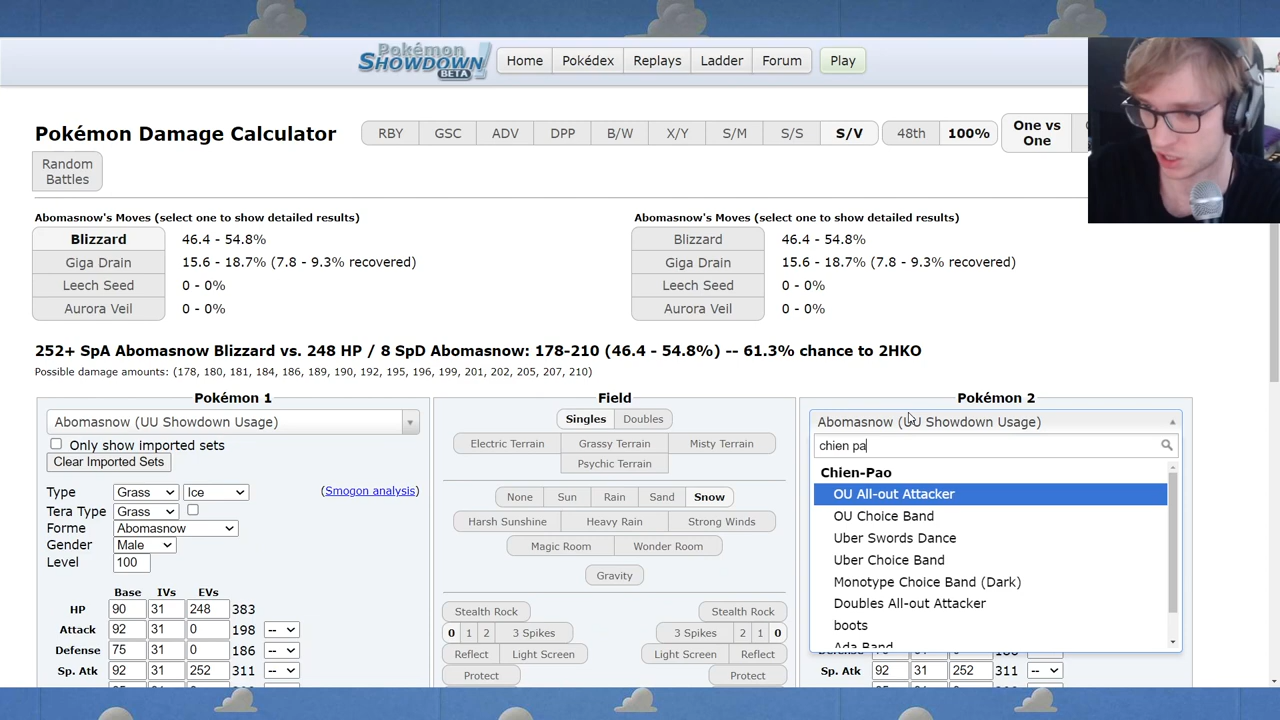 Pokémon
SHOWDOWN!
BETA
Home
Pokédex
Replays
Ladder
Forum
Play
Pokémon Damage Calculator
RBY
GSC
ADV
DPP
B/W
X/Y
S/M
S/S
S/V
48th
100%
One vs
One
Random
Battles
Abomasnow's Moves (select one to show detailed results)
Blizzard 46.4 - 54.8%
Giga Drain 15.6 - 18.7% (7.8 - 9.3% recovered)
Leech Seed 0 - 0%
Aurora Veil 0 - 0%
Abomasnow's Moves (select one to show detailed results)
Blizzard 46.4 - 54.8%
Giga Drain 15.6 - 18.7% (7.8 - 9.3% recovered)
Leech Seed 0 - 0%
Aurora Veil 0 - 0%
252+ SpA Abomasnow Blizzard vs. 248 HP / 8 SpD Abomasnow: 178-210 (46.4 - 54.8%) -- 61.3% chance to 2HKO
Possible damage amounts: (178, 180, 181, 184, 186, 189, 190, 192, 195, 196, 199, 201, 202, 205, 207, 210)
Pokémon 1
Abomasnow (UU Showdown Usage)
Only show imported sets
Clear Imported Sets
Type Grass Ice (Smogon analysis)
Tera Type Grass
Forme Abomasnow
Gender Male
Level 100
Base IVs EVs
HP 90 31 248 383
Attack 92 31 0 198 --
Defense 75 31 0 186 --
Sp. Atk 92 31 252 311 --
Field
Singles Doubles
Electric Terrain Grassy Terrain Misty Terrain
Psychic Terrain
None Sun Rain Sand Snow
Harsh Sunshine Heavy Rain Strong Winds
Magic Room Wonder Room
Gravity
Stealth Rock Stealth Rock
0 1 2 3 Spikes 3 Spikes 2 1 0
Reflect Light Screen Light Screen Reflect
Protect Protect
Pokémon 2
Abomasnow (UU Showdown Usage)
chien pa
Chien-Pao
OU All-out Attacker
OU Choice Band
Uber Swords Dance
Uber Choice Band
Monotype Choice Band (Dark)
Doubles All-out Attacker
boots
Ada Band
Sp. Atk 92 31 252 311 --